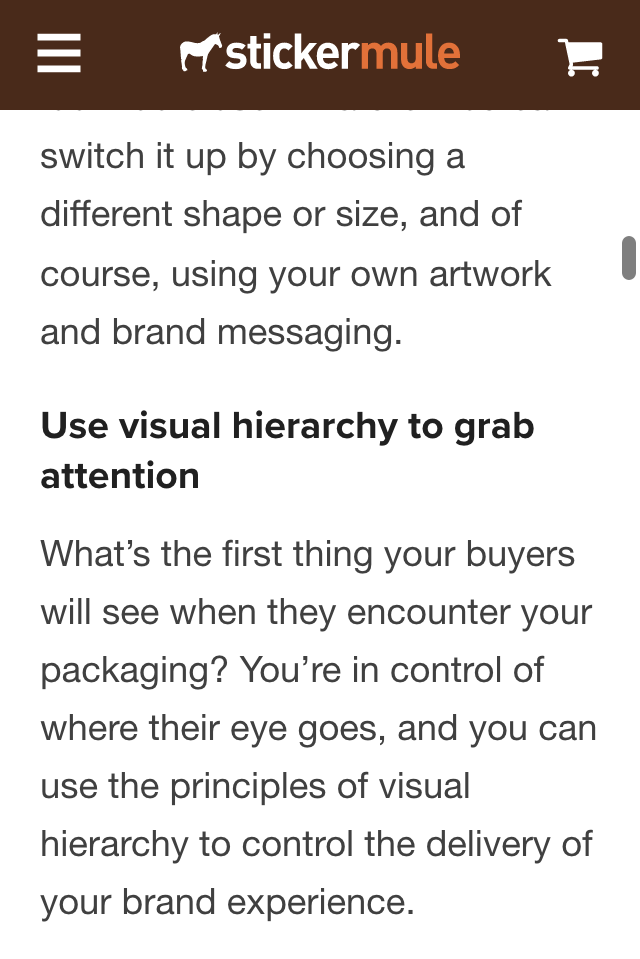 stickermule
switch it up by choosing a
different shape or size, and of
course, using your own artwork
and brand messaging.
Use visual hierarchy to grab
attention
What’s the first thing your buyers
will see when they encounter your
packaging? You’re in control of
where their eye goes, and you can
use the principles of visual
hierarchy to control the delivery of
your brand experience.